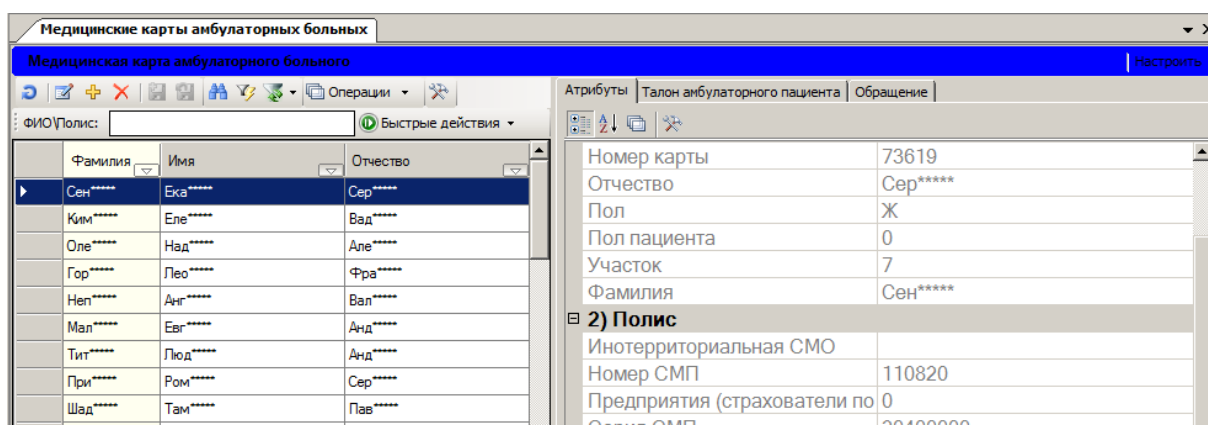 Медицинские карты амбулаторных больных
Медицинская карта амбулаторного больного
Настроить
Операции
ФИО\Полис:
Быстрые действия
Фамилия Имя Отчество
Сен***** Ека***** Сер*****
Ким***** Еле***** Вад*****
Оле***** Над***** Але*****
Гор***** Лео***** Фра*****
Неп***** Анг***** Вал*****
Мал***** Евг***** Анд*****
Тит***** Люд***** Анд*****
При***** Ром***** Сер*****
Шад***** Там***** Пав*****
Атрибуты Талон амбулаторного пациента Обращение
Номер карты 73619
Отчество Сер*****
Пол Ж
Пол пациента 0
Участок 7
Фамилия Сен*****
2) Полис
Инотерриториальная СМО
Номер СМП 110820
Предприятия (страхователи по 0